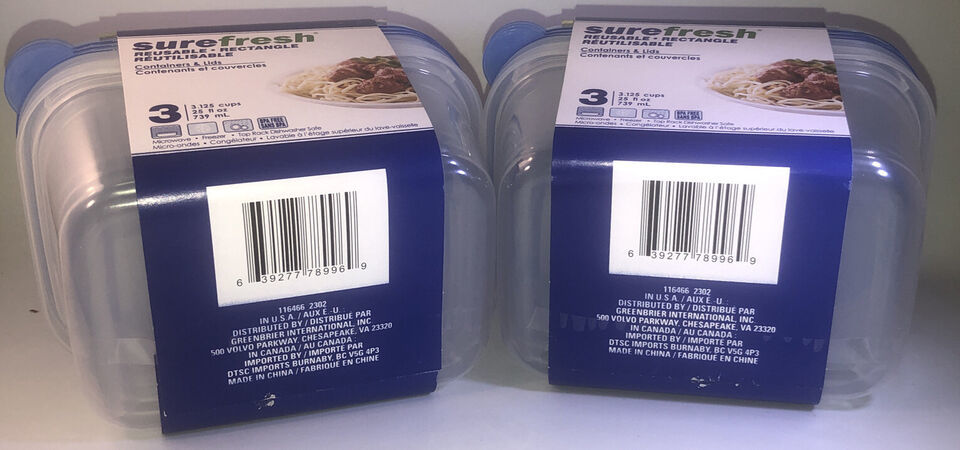 surefresh™
REUSABLE • RECTANGLE
RÉUTILISABLE
Containers & Lids
Contenants et couvercles
3
3.125 cups
25 fl oz
739 mL
BPA FREE
SANS BPA
Microwave • Freezer • Top Rack Dishwasher Safe
Micro-ondes • Congélateur • Lavable à l'étage supérieur du lave-vaisselle
6 39277 78996 9
116466 2302
IN U.S.A. / AUX E.-U.:
DISTRIBUTED BY / DISTRIBUÉ PAR
GREENBRIER INTERNATIONAL, INC
500 VOLVO PARKWAY, CHESAPEAKE, VA 23320
IN CANADA / AU CANADA :
IMPORTED BY / IMPORTÉ PAR
DTSC IMPORTS BURNABY, BC V5G 4P3
MADE IN CHINA / FABRIQUÉ EN CHINE
surefresh™
REUSABLE • RECTANGLE
RÉUTILISABLE
Containers & Lids
Contenants et couvercles
3
3.125 cups
25 fl oz
739 mL
BPA FREE
SANS BPA
Microwave • Freezer • Top Rack Dishwasher Safe
Micro-ondes • Congélateur • Lavable à l'étage supérieur du lave-vaisselle
6 39277 78996 9
116466 2302
IN U.S.A. / AUX E.-U.:
DISTRIBUTED BY / DISTRIBUÉ PAR
GREENBRIER INTERNATIONAL, INC
500 VOLVO PARKWAY, CHESAPEAKE, VA 23320
IN CANADA / AU CANADA :
IMPORTED BY / IMPORTÉ PAR
DTSC IMPORTS BURNABY, BC V5G 4P3
MADE IN CHINA / FABRIQUÉ EN CHINE